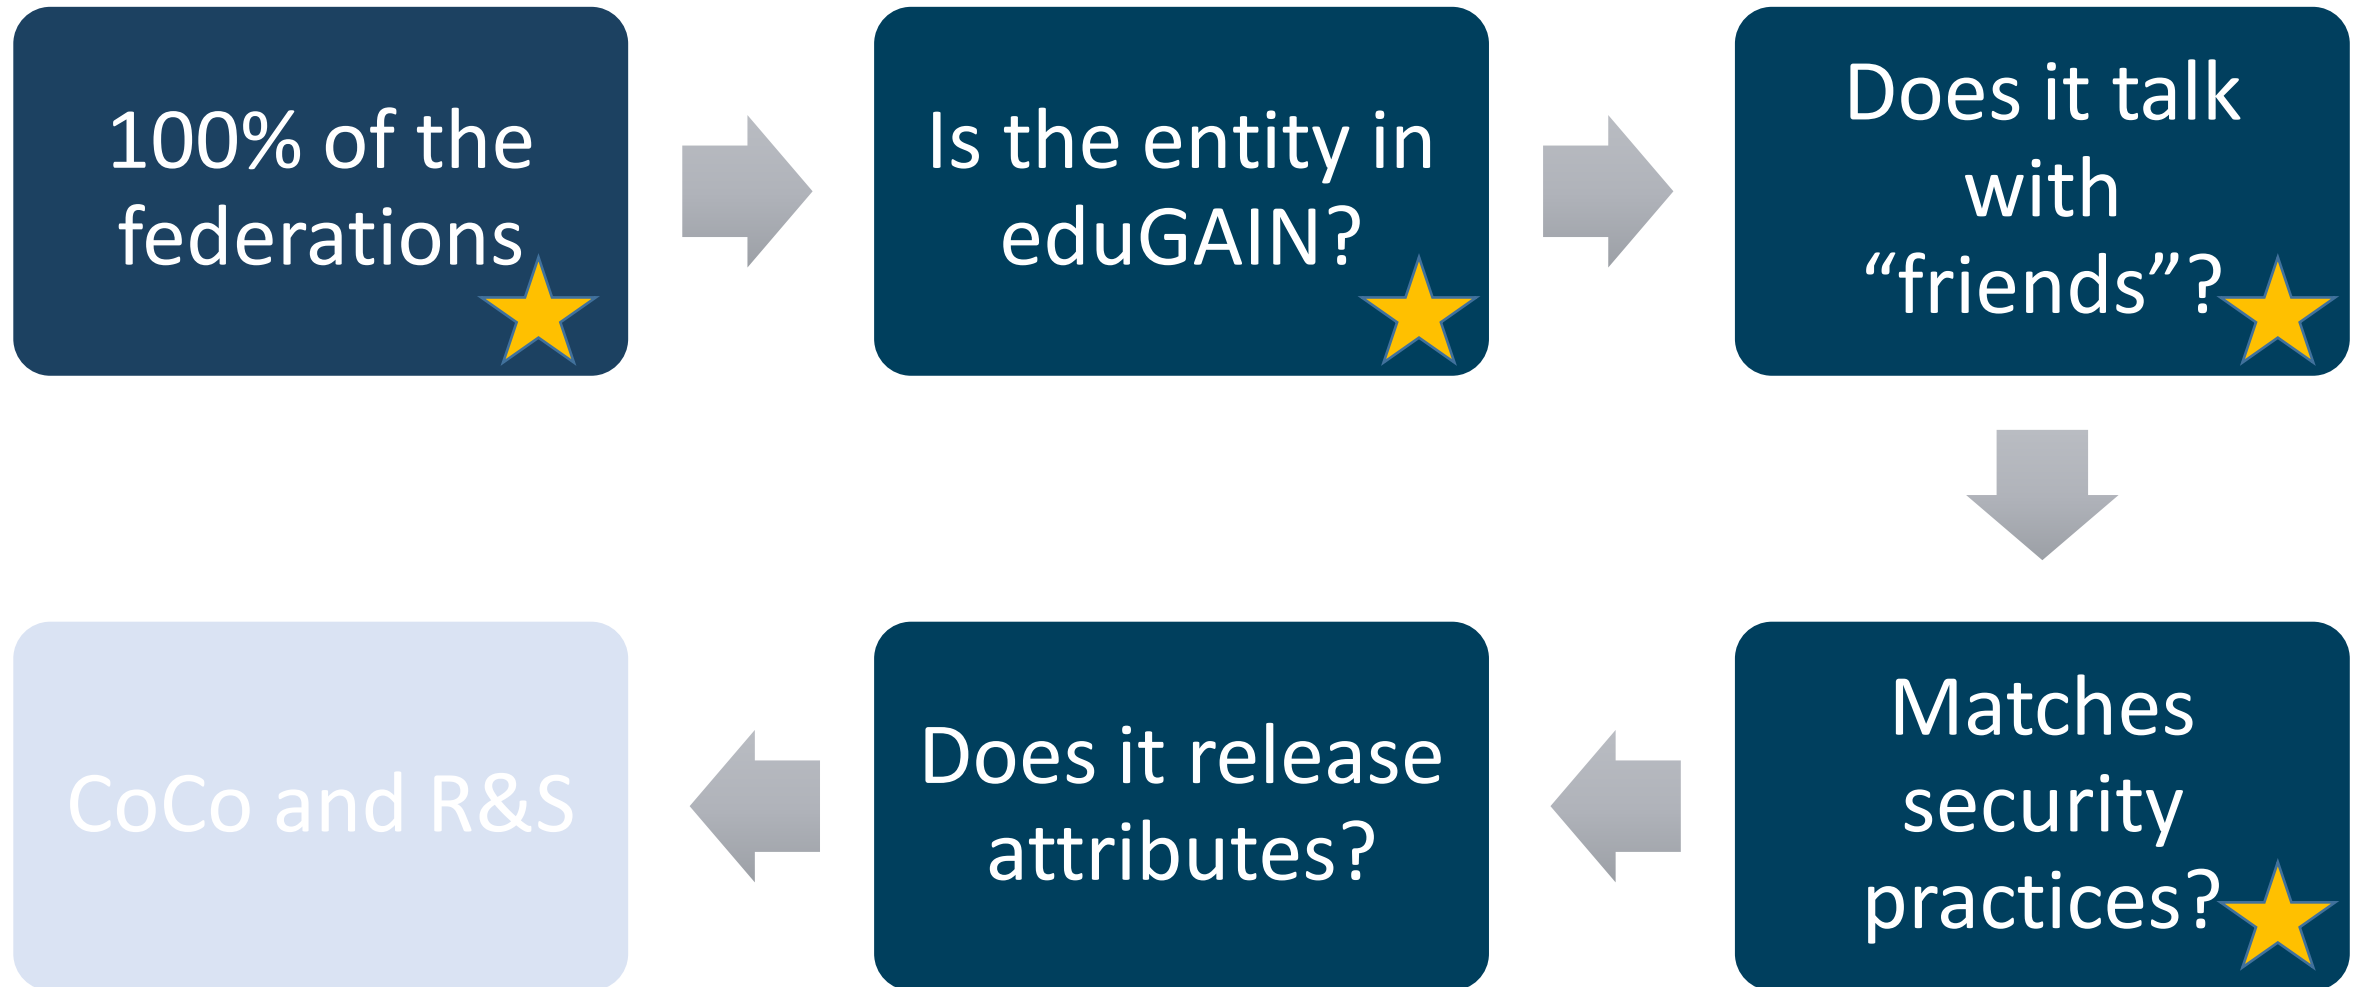 100% of the
federations
Is the entity in
eduGAIN?
Does it talk
with
“friends”?
Matches
security
practices?
Does it release
attributes?
CoCo and R&S